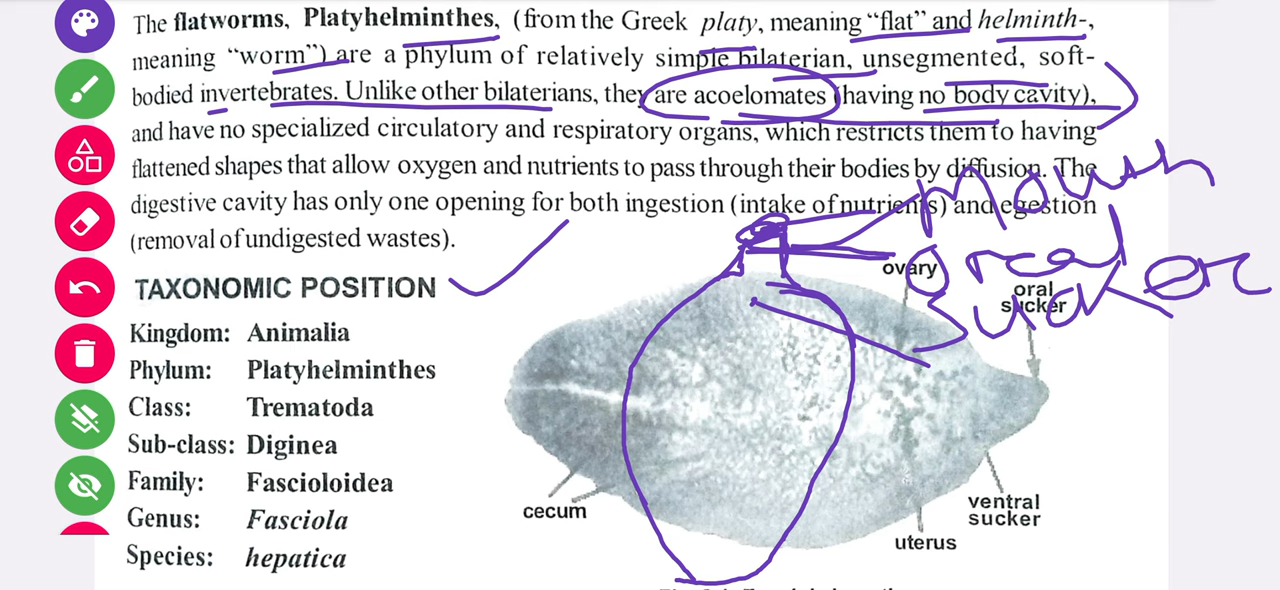 The flatworms, Platyhelminthes, (from the Greek platy, meaning “flat” and helminth-,
meaning “worm”) are a phylum of relatively simple bilaterian, unsegmented, soft-
bodied invertebrates. Unlike other bilaterians, they are acoelomates (having no body cavity),
and have no specialized circulatory and respiratory organs, which restricts them to having
flattened shapes that allow oxygen and nutrients to pass through their bodies by diffusion. The
digestive cavity has only one opening for both ingestion (intake of nutrients) and egestion
(removal of undigested wastes).
TAXONOMIC POSITION
Kingdom: Animalia
Phylum: Platyhelminthes
Class: Trematoda
Sub-class: Diginea
Family: Fascioloidea
Genus: Fasciola
Species: hepatica
Mouth
oral
sucker
ovary
oral
sucker
cecum
ventral
sucker
uterus